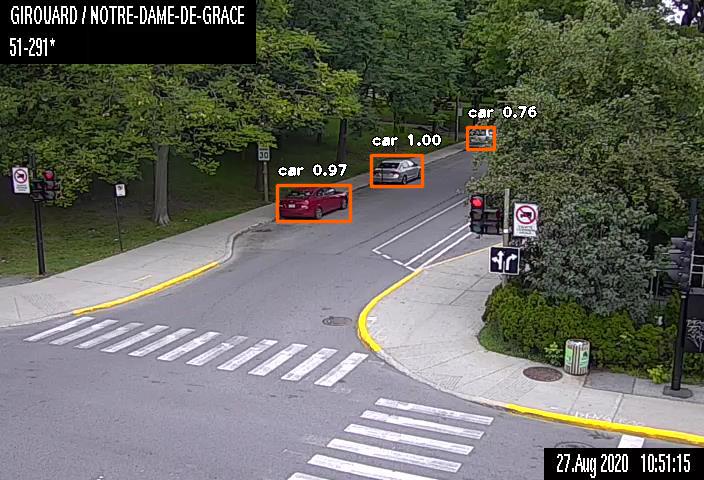 GIROUARD / NOTRE-DAME-DE-GRACE
51-291*
car 0.76
car 1.00
car 0.97
30
27.Aug 2020 10:51:15